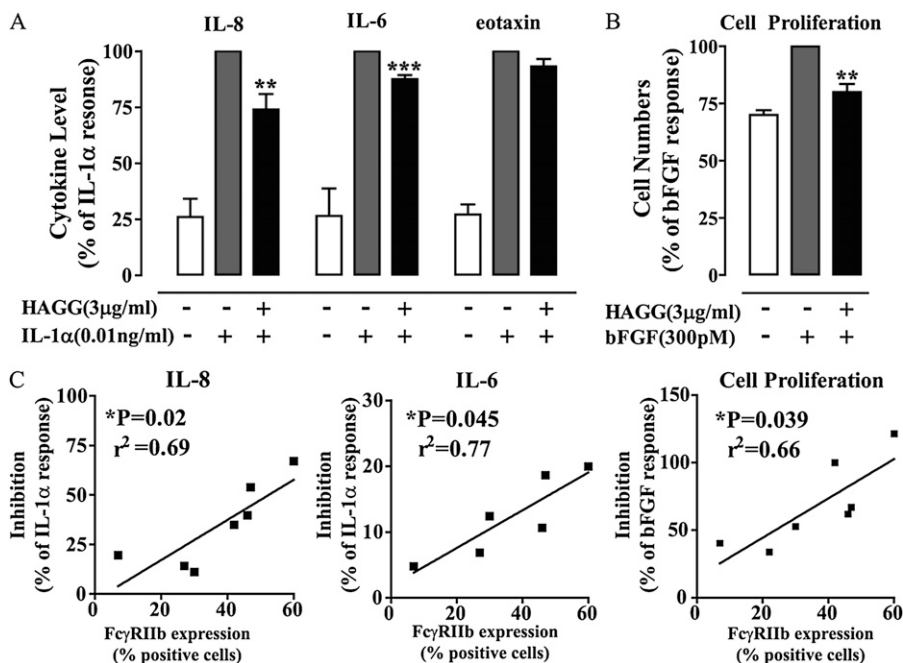 A
IL-8 IL-6 eotaxin
Cytokine Level
(% of IL-1α resonse)
100
75
50
25
0
** ***
HAGG(3μg/ml) - - + - - + - - +
IL-1α(0.01ng/ml) - + + - + + - + +
B
Cell Proliferation
Cell Numbers
(% of bFGF response)
100
75
50
25
0
**
HAGG(3μg/ml) - - +
bFGF(300pM) - + +
C
IL-8
Inhibition
(% of IL-1α response)
100
75
50
25
0
*P=0.02
r²=0.69
0 20 40 60
FcγRIIb expression
(% positive cells)
IL-6
Inhibition
(% of IL-1α response)
30
20
10
0
*P=0.045
r²=0.77
0 20 40 60
FcγRIIb expression
(% positive cells)
Cell Proliferation
Inhibition
(% of bFGF response)
150
100
50
0
*P=0.039
r²=0.66
0 20 40 60
FcγRIIb expression
(% positive cells)